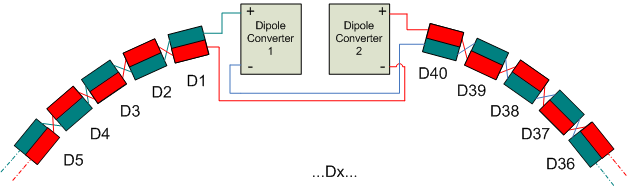 +
Dipole
Converter
1
-
Dipole
Converter
2
+
-
D1
D2
D3
D4
D5
D40
D39
D38
D37
D36
...Dx...